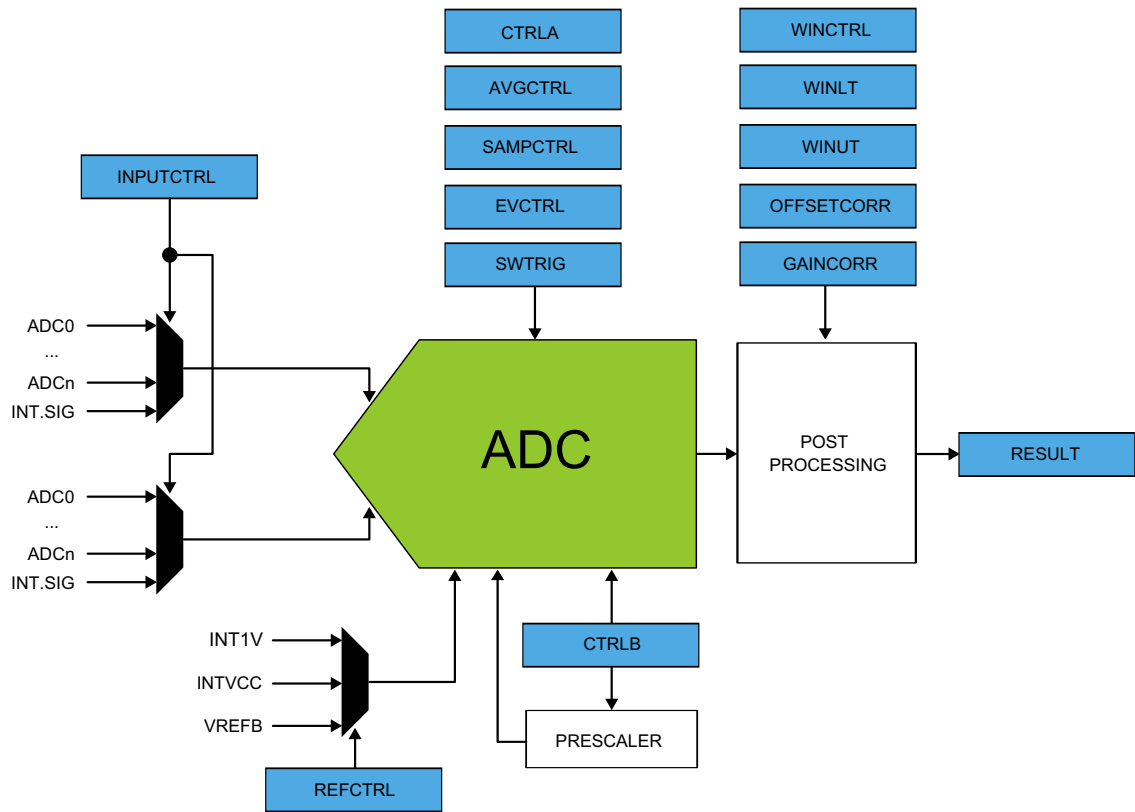 CTRLA
WINCTRL
AVGCTRL
WINLT
SAMPCTRL
WINUT
INPUTCTRL
EVCTRL
OFFSETCORR
SWTRIG
GAINCORR
ADC0
...
ADCn
INT.SIG
ADC
POST
PROCESSING
RESULT
ADC0
...
ADCn
INT.SIG
INT1V
CTRLB
INTVCC
VREFB
PRESCALER
REFCTRL